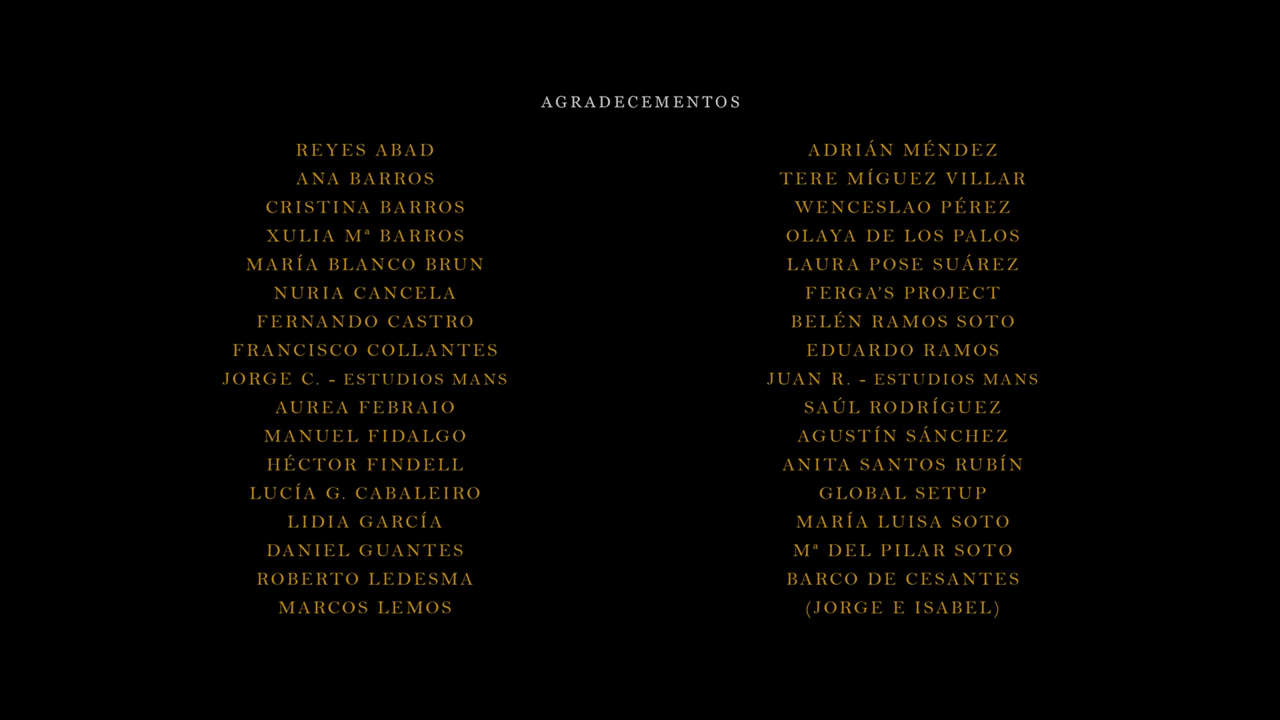 AGRADECEMENTOS
REYES ABAD
ANA BARROS
CRISTINA BARROS
XULIA Mª BARROS
MARÍA BLANCO BRUN
NURIA CANCELA
FERNANDO CASTRO
FRANCISCO COLLANTES
JORGE C. - ESTUDIOS MANS
AUREA FEBRAIO
MANUEL FIDALGO
HÉCTOR FINDELL
LUCÍA G. CABALEIRO
LIDIA GARCÍA
DANIEL GUANTES
ROBERTO LEDESMA
MARCOS LEMOS
ADRIÁN MÉNDEZ
TERE MÍGUEZ VILLAR
WENCESLAO PÉREZ
OLAYA DE LOS PALOS
LAURA POSE SUÁREZ
FERGA’S PROJECT
BELÉN RAMOS SOTO
EDUARDO RAMOS
JUAN R. - ESTUDIOS MANS
SAÚL RODRÍGUEZ
AGUSTÍN SÁNCHEZ
ANITA SANTOS RUBÍN
GLOBAL SETUP
MARÍA LUISA SOTO
Mª DEL PILAR SOTO
BARCO DE CESANTES
(JORGE E ISABEL)